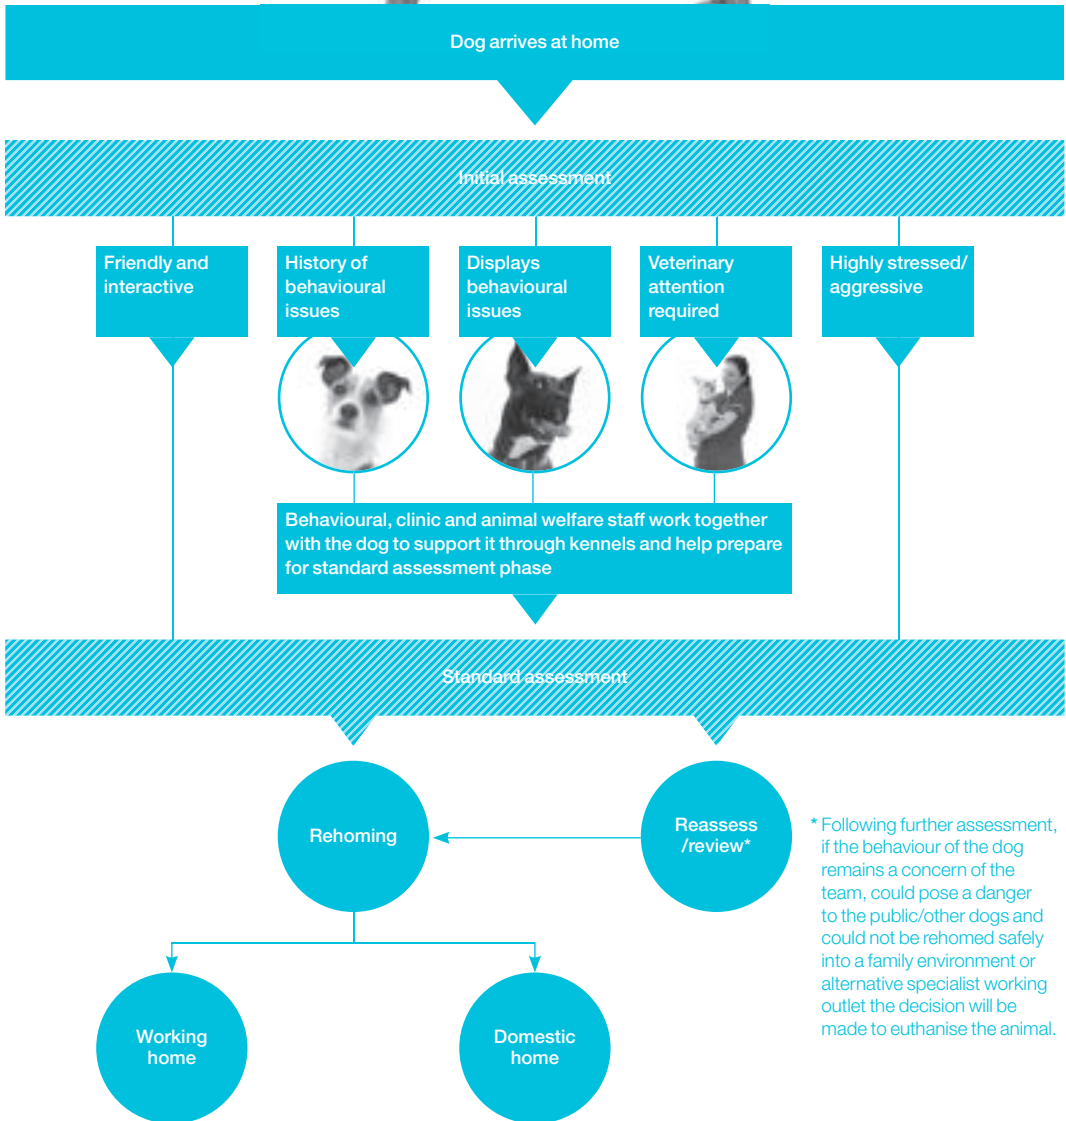 Dog arrives at home
Initial assessment
Friendly and
interactive
History of
behavioural
issues
Displays
behavioural
issues
Veterinary
attention
required
Highly stressed/
aggressive
Behavioural, clinic and animal welfare staff work together
with the dog to support it through kennels and help prepare
for standard assessment phase
Standard assessment
Rehoming
Reassess
/review*
* Following further assessment,
if the behaviour of the dog
remains a concern of the
team, could pose a danger
to the public/other dogs and
could not be rehomed safely
into a family environment or
alternative specialist working
outlet the decision will be
made to euthanise the animal.
Working
home
Domestic
home